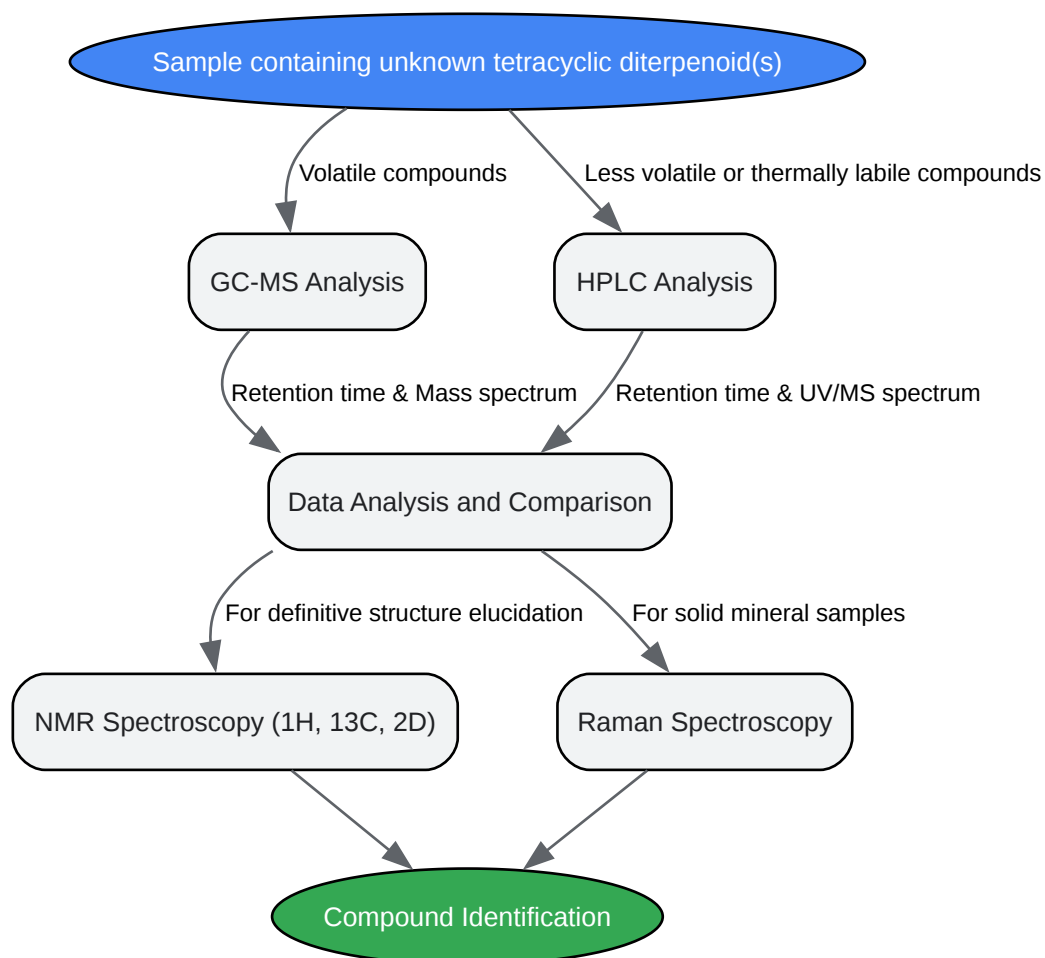 Sample containing unknown tetracyclic diterpenoid(s)
Volatile compounds
Less volatile or thermally labile compounds
GC-MS Analysis
HPLC Analysis
Retention time & Mass spectrum
Retention time & UV/MS spectrum
Data Analysis and Comparison
For definitive structure elucidation
For solid mineral samples
NMR Spectroscopy (1H, 13C, 2D)
Raman Spectroscopy
Compound Identification